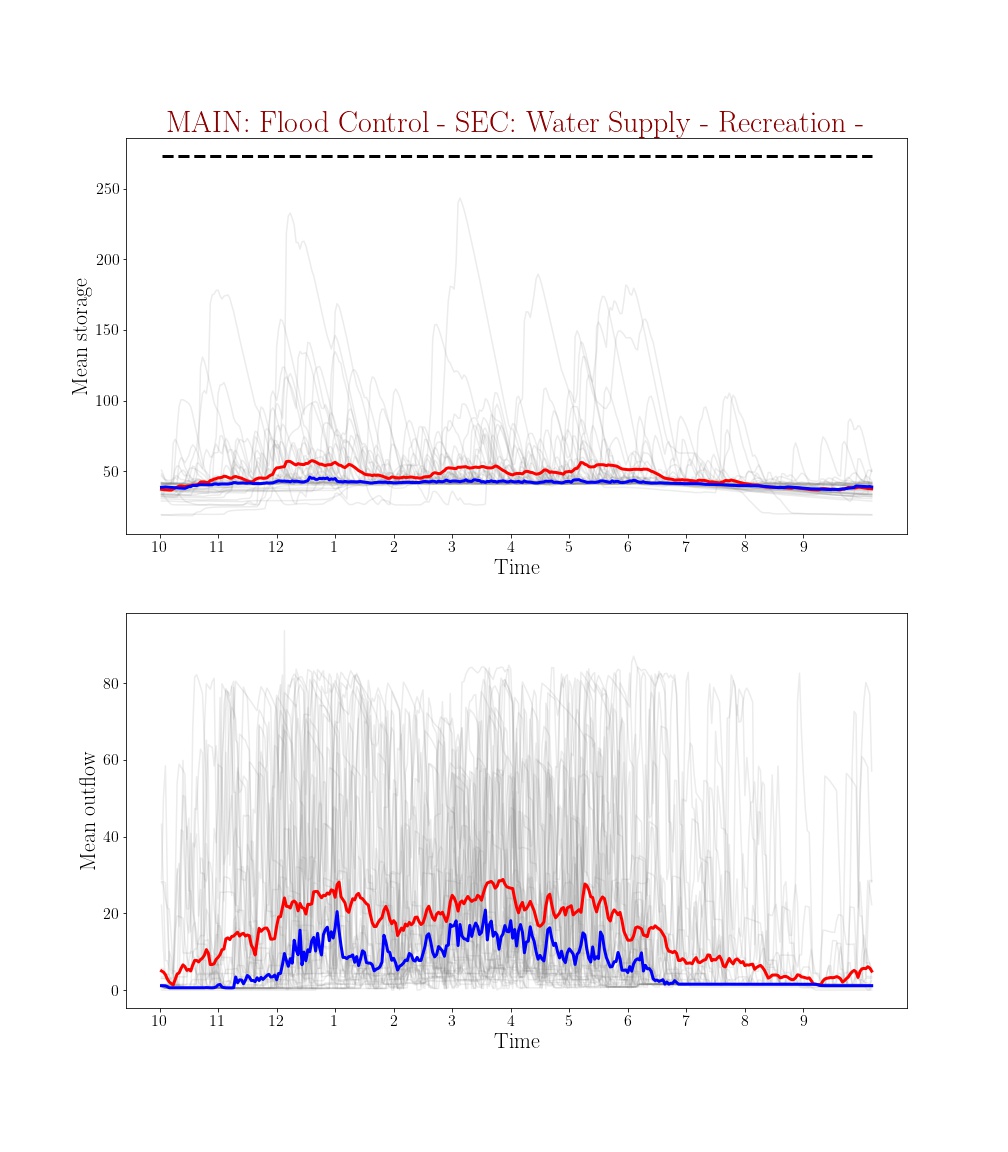 MAIN: Flood Control - SEC: Water Supply - Recreation -
250
200
150
100
50
Mean storage
10 11 12 1 2 3 4 5 6 7 8 9
Time
80
60
40
20
0
Mean outflow
10 11 12 1 2 3 4 5 6 7 8 9
Time